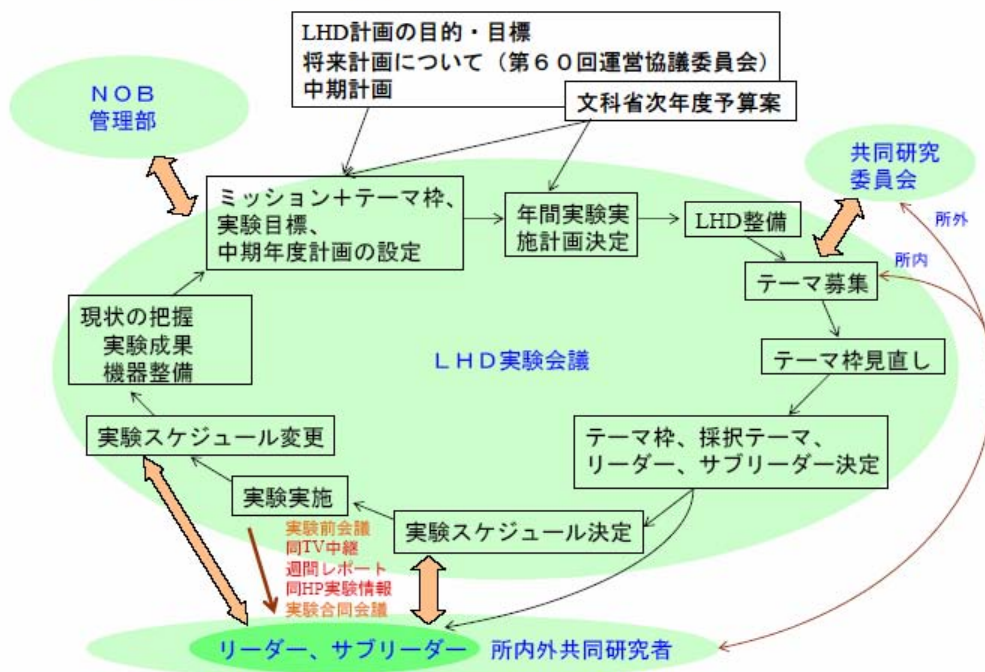 LHD計画の目的・目標
将来計画について（第６０回運営協議委員会）
中期計画
文科省次年度予算案
ＮＯＢ
管理部
共同研究
委員会
ミッション＋テーマ枠、
実験目標、
中期年度計画の設定
年間実験実
施計画決定
LHD整備
所外
所内
テーマ募集
現状の把握
実験成果
機器整備
ＬＨＤ実験会議
テーマ枠見直し
実験スケジュール変更
テーマ枠、採択テーマ、
リーダー、サブリーダー決定
実験実施
実験スケジュール決定
実験前会議
同TV中継
週間レポート
同HP実験情報
実験合同会議
リーダー、サブリーダー
所内外共同研究者